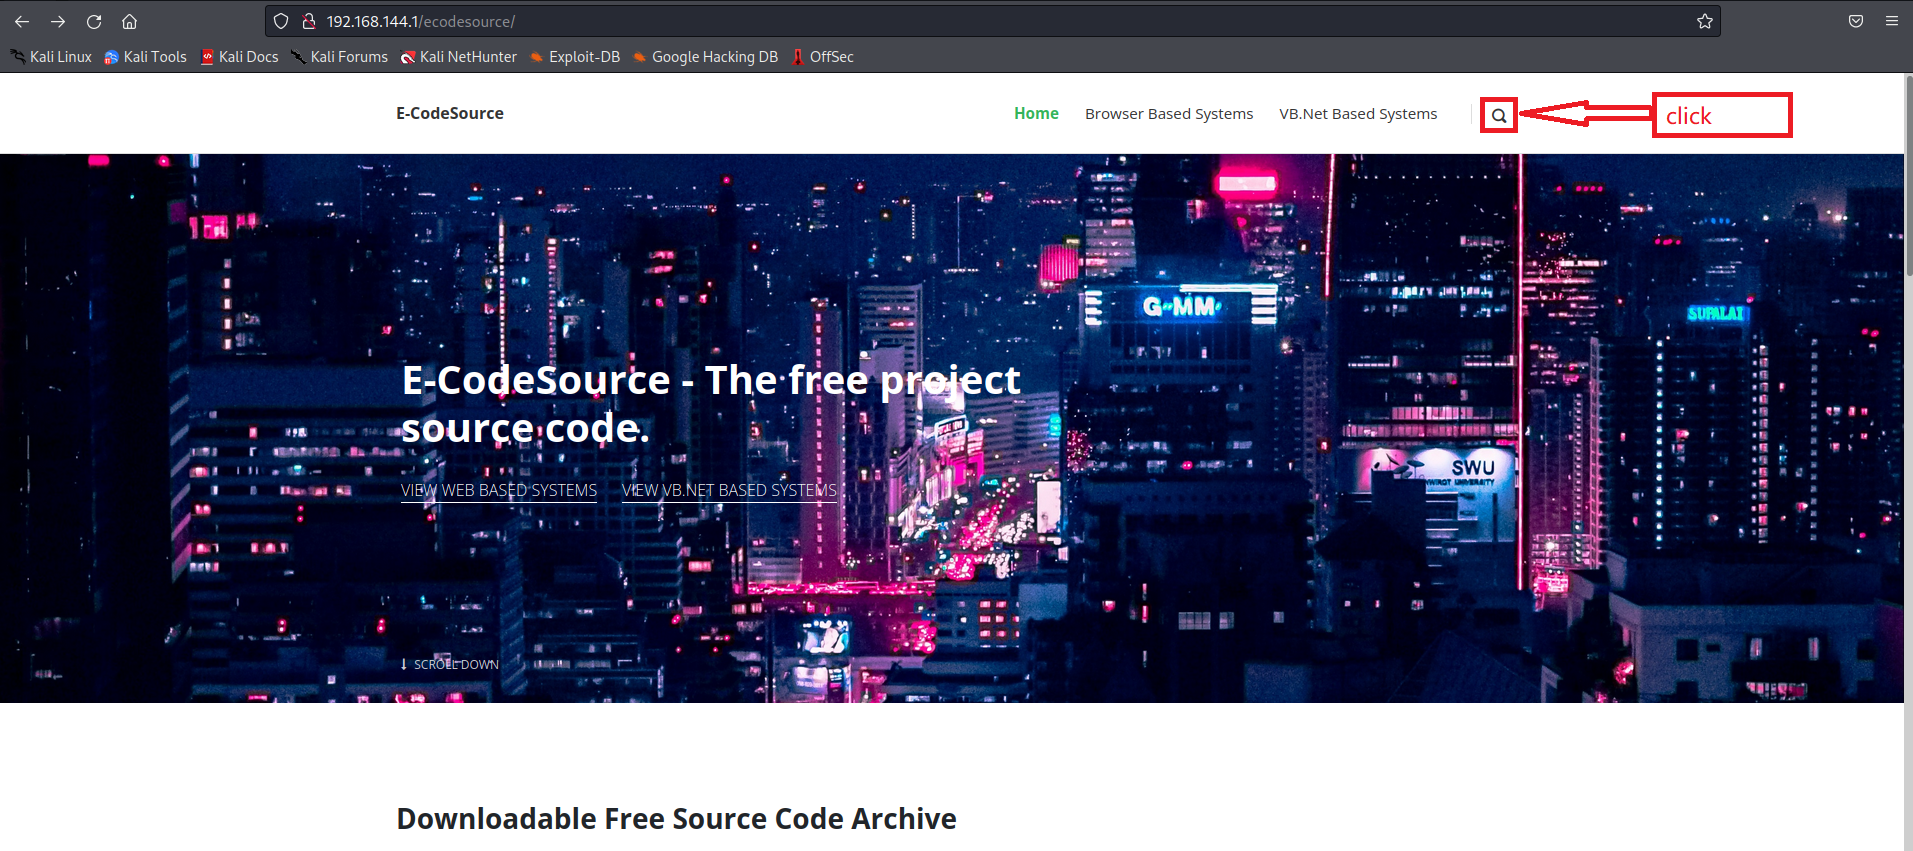 192.168.144.1/ecodesource/
Kali Linux Kali Tools Kali Docs Kali Forums Kali NetHunter Exploit-DB Google Hacking DB OffSec
E-CodeSource Home Browser Based Systems VB.Net Based Systems click
G-MM
SUPALAI
E-CodeSource - The free project
source code.
SWU
VIEW WEB BASED SYSTEMS VIEW VB.NET BASED SYSTEMS
SCROLL DOWN
Downloadable Free Source Code Archive